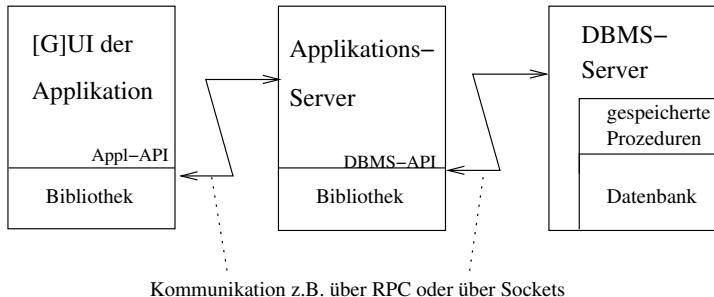 [G]UI der
Applikation
Appl-API
Bibliothek
Applikations-
Server
DBMS-API
Bibliothek
DBMS-
Server
gespeicherte
Prozeduren
Datenbank
Kommunikation z.B. über RPC oder über Sockets